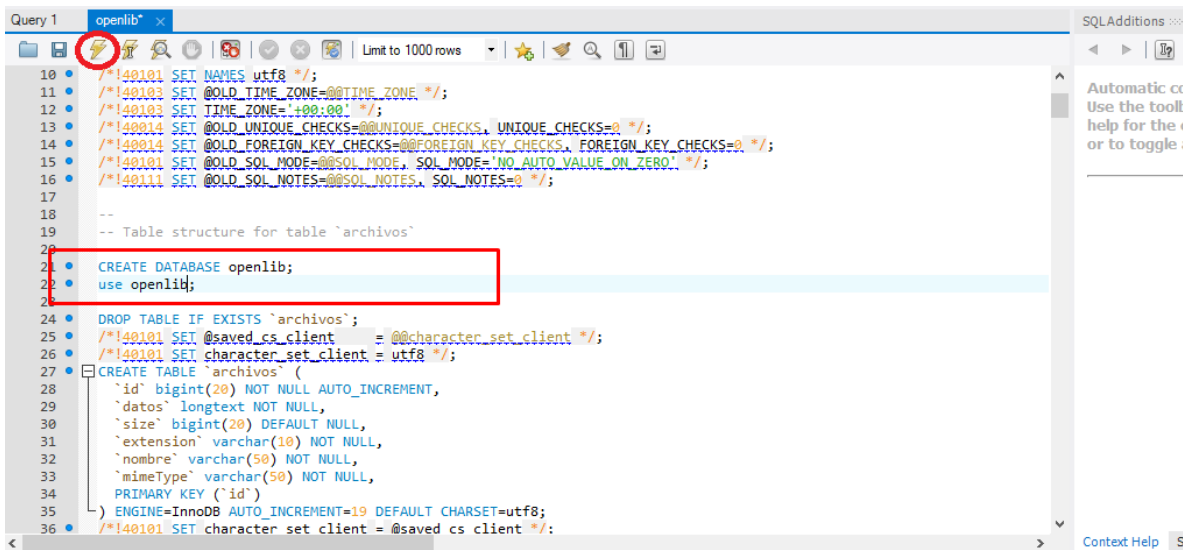 Query 1
openlib*
SQLAdditions
Limit to 1000 rows
10 /*!40101 SET NAMES utf8 */;
11 /*!40103 SET @OLD_TIME_ZONE=@@TIME_ZONE */;
12 /*!40103 SET TIME_ZONE='+00:00' */;
13 /*!40014 SET @OLD_UNIQUE_CHECKS=@@UNIQUE_CHECKS, UNIQUE_CHECKS=0 */;
14 /*!40014 SET @OLD_FOREIGN_KEY_CHECKS=@@FOREIGN_KEY_CHECKS, FOREIGN_KEY_CHECKS=0 */;
15 /*!40101 SET @OLD_SQL_MODE=@@SQL_MODE, SQL_MODE='NO_AUTO_VALUE_ON_ZERO' */;
16 /*!40111 SET @OLD_SQL_NOTES=@@SQL_NOTES, SQL_NOTES=0 */;
17
18 --
19 -- Table structure for table `archivos`
20
21 CREATE DATABASE openlib;
22 use openlib;
23
24 DROP TABLE IF EXISTS `archivos`;
25 /*!40101 SET @saved_cs_client     = @@character_set_client */;
26 /*!40101 SET character_set_client = utf8 */;
27 CREATE TABLE `archivos` (
28 `id` bigint(20) NOT NULL AUTO_INCREMENT,
29 `datos` longtext NOT NULL,
30 `size` bigint(20) DEFAULT NULL,
31 `extension` varchar(10) NOT NULL,
32 `nombre` varchar(50) NOT NULL,
33 `mimeType` varchar(50) NOT NULL,
34 PRIMARY KEY (`id`)
35 ) ENGINE=InnoDB AUTO_INCREMENT=19 DEFAULT CHARSET=utf8;
36 /*!40101 SET character_set_client = @saved_cs_client */;
Automatic co
Use the toolb
help for the
or to toggle
Context Help S